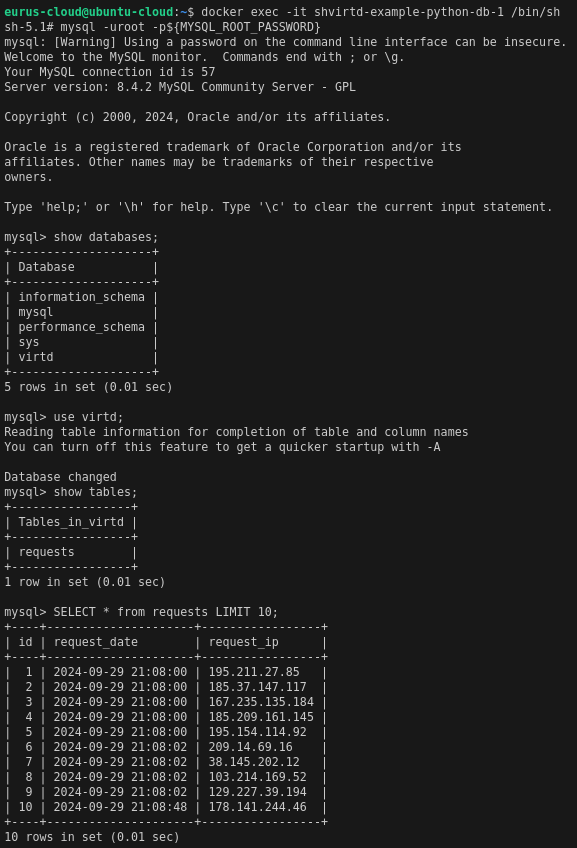 eurus-cloud@ubuntu-cloud:~$ docker exec -it shvirtd-example-python-db-1 /bin/sh
sh-5.1# mysql -uroot -p${MYSQL_ROOT_PASSWORD}
mysql: [Warning] Using a password on the command line interface can be insecure.
Welcome to the MySQL monitor.  Commands end with ; or \g.
Your MySQL connection id is 57
Server version: 8.4.2 MySQL Community Server - GPL

Copyright (c) 2000, 2024, Oracle and/or its affiliates.

Oracle is a registered trademark of Oracle Corporation and/or its
affiliates. Other names may be trademarks of their respective
owners.

Type 'help;' or '\h' for help. Type '\c' to clear the current input statement.

mysql> show databases;
+--------------------+
| Database           |
+--------------------+
| information_schema |
| mysql              |
| performance_schema |
| sys                |
| virtd              |
+--------------------+
5 rows in set (0.01 sec)

mysql> use virtd;
Reading table information for completion of table and column names
You can turn off this feature to get a quicker startup with -A

Database changed
mysql> show tables;
+-----------------+
| Tables_in_virtd |
+-----------------+
| requests        |
+-----------------+
1 row in set (0.01 sec)

mysql> SELECT * from requests LIMIT 10;
+----+---------------------+-----------------+
| id | request_date        | request_ip      |
+----+---------------------+-----------------+
|  1 | 2024-09-29 21:08:00 | 195.211.27.85   |
|  2 | 2024-09-29 21:08:00 | 185.37.147.117  |
|  3 | 2024-09-29 21:08:00 | 167.235.135.184 |
|  4 | 2024-09-29 21:08:00 | 185.209.161.145 |
|  5 | 2024-09-29 21:08:00 | 195.154.114.92  |
|  6 | 2024-09-29 21:08:02 | 209.14.69.16    |
|  7 | 2024-09-29 21:08:02 | 38.145.202.12   |
|  8 | 2024-09-29 21:08:02 | 103.214.169.52  |
|  9 | 2024-09-29 21:08:02 | 129.227.39.194  |
| 10 | 2024-09-29 21:08:48 | 178.141.244.46  |
+----+---------------------+-----------------+
10 rows in set (0.01 sec)